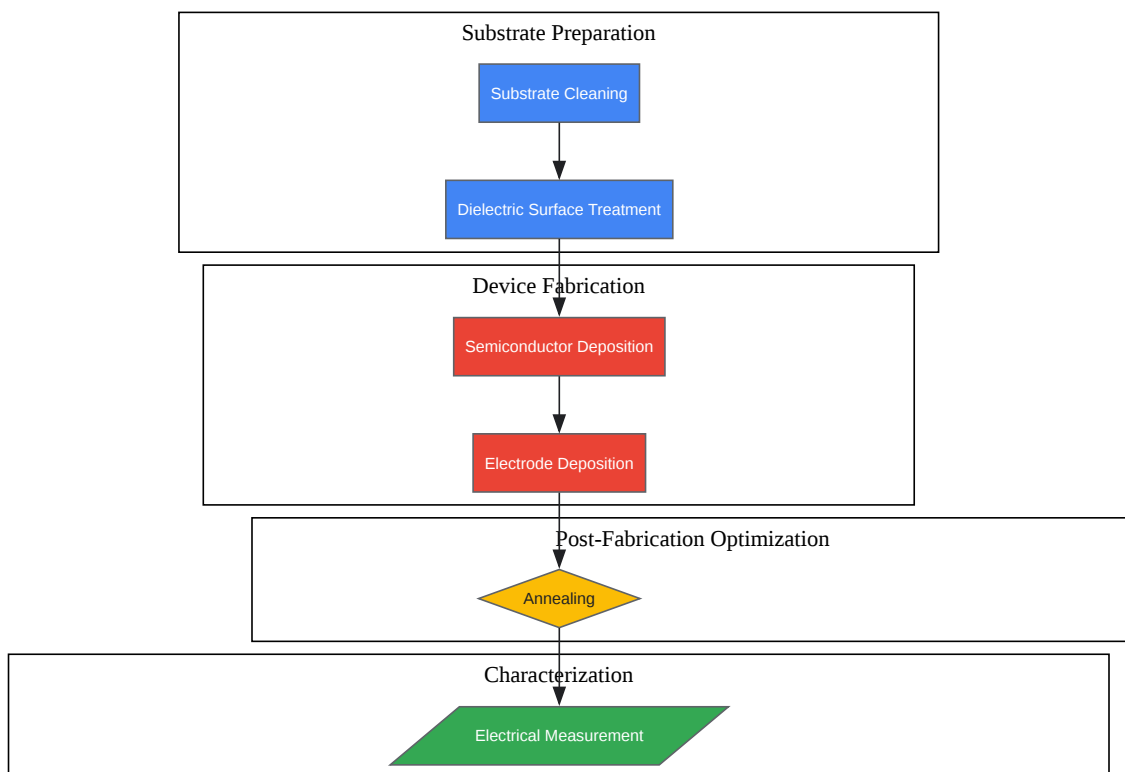 Substrate Preparation
Substrate Cleaning
Dielectric Surface Treatment
Device Fabrication
Semiconductor Deposition
Electrode Deposition
Post-Fabrication Optimization
Annealing
Characterization
Electrical Measurement